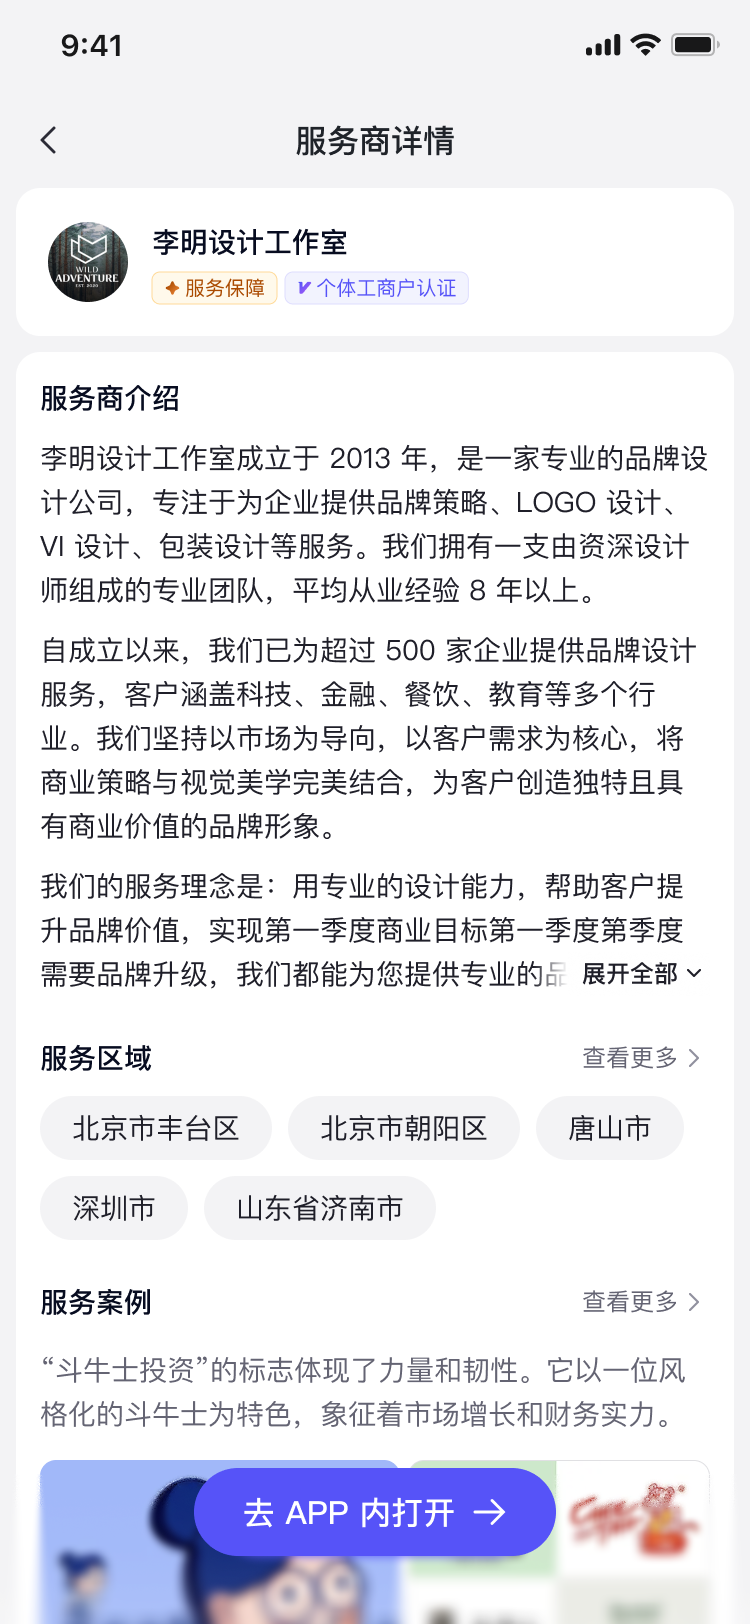 9:41
服务商详情
WILD
ADVENTURE
EST 2020
李明设计工作室
服务保障
个体工商户认证
服务商介绍
李明设计工作室成立于 2013 年，是一家专业的品牌设
计公司，专注于为企业提供品牌策略、LOGO 设计、
VI 设计、包装设计等服务。我们拥有一支由资深设计
师组成的专业团队，平均从业经验 8 年以上。
自成立以来，我们已为超过 500 家企业提供品牌设计
服务，客户涵盖科技、金融、餐饮、教育等多个行
业。我们坚持以市场为导向，以客户需求为核心，将
商业策略与视觉美学完美结合，为客户创造独特且具
有商业价值的品牌形象。
我们的服务理念是：用专业的设计能力，帮助客户提
升品牌价值，实现第一季度商业目标第一季度第季度
需要品牌升级，我们都能为您提供专业的品 展开全部
服务区域
查看更多
北京市丰台区
北京市朝阳区
唐山市
深圳市
山东省济南市
服务案例
查看更多
“斗牛士投资”的标志体现了力量和韧性。它以一位风
格化的斗牛士为特色，象征着市场增长和财务实力。
去 APP 内打开